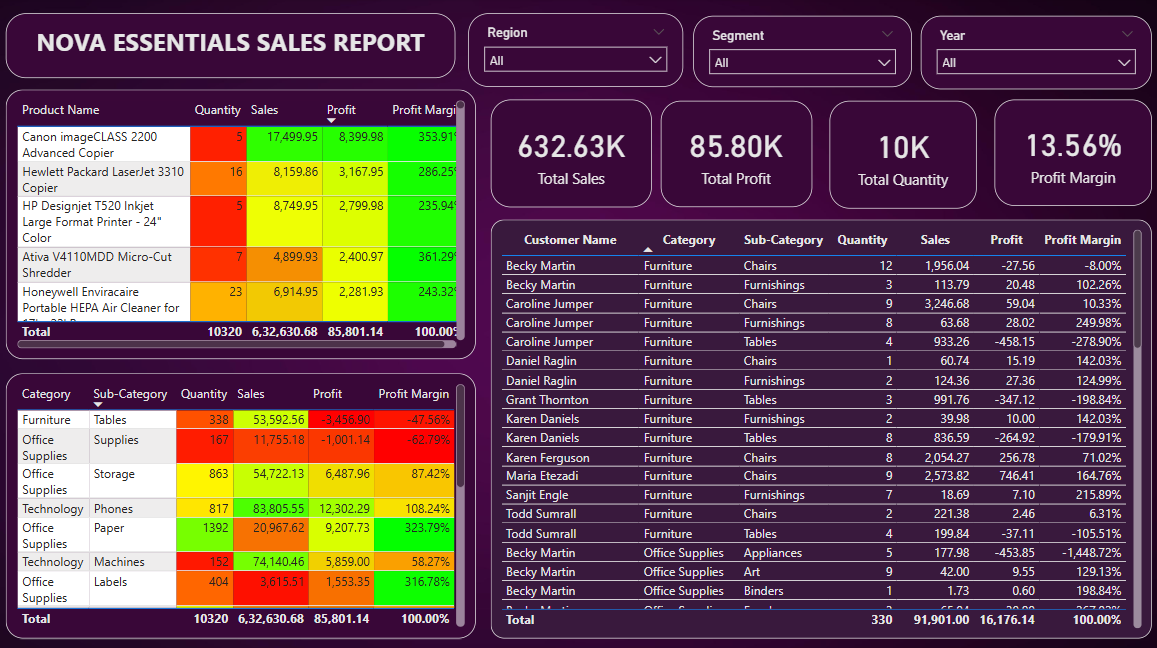 NOVA ESSENTIALS SALES REPORT
Region
All
Segment
All
Year
All
632.63K
Total Sales
85.80K
Total Profit
10K
Total Quantity
13.56%
Profit Margin
Product Name Quantity Sales Profit Profit Margi
Canon imageCLASS 2200 5 17,499.95 8,399.98 353.91%
Advanced Copier
Hewlett Packard LaserJet 3310 16 8,159.86 3,167.95 286.25%
Copier
HP Designjet T520 Inkjet 5 8,749.95 2,799.98 235.94%
Large Format Printer - 24"
Color
Ativa V4110MDD Micro-Cut 7 4,899.93 2,400.97 361.29%
Shredder
Honeywell Enviracaire 23 6,914.95 2,281.93 243.32%
Portable HEPA Air Cleaner for
Total 10320 6,32,630.68 85,801.14 100.00%
Category Sub-Category Quantity Sales Profit Profit Margin
Furniture Tables 338 53,592.56 -3,456.90 -47.56%
Office Supplies 167 11,755.18 -1,001.14 -62.79%
Supplies
Office Storage 863 54,722.13 6,487.96 87.42%
Supplies
Technology Phones 817 83,805.55 12,302.29 108.24%
Office Paper 1392 20,967.62 9,207.73 323.79%
Supplies
Technology Machines 152 74,140.46 5,859.00 58.27%
Office Labels 404 3,615.51 1,553.35 316.78%
Supplies
Total 10320 6,32,630.68 85,801.14 100.00%
Customer Name Category Sub-Category Quantity Sales Profit Profit Margin
Becky Martin Furniture Chairs 12 1,956.04 -27.56 -8.00%
Becky Martin Furniture Furnishings 3 113.79 20.48 102.26%
Caroline Jumper Furniture Chairs 9 3,246.68 59.04 10.33%
Caroline Jumper Furniture Furnishings 8 63.68 28.02 249.98%
Caroline Jumper Furniture Tables 4 933.26 -458.15 -278.90%
Daniel Raglin Furniture Chairs 1 60.74 15.19 142.03%
Daniel Raglin Furniture Furnishings 2 124.36 27.36 124.99%
Grant Thornton Furniture Tables 3 991.76 -347.12 -198.84%
Karen Daniels Furniture Furnishings 2 39.98 10.00 142.03%
Karen Daniels Furniture Tables 8 836.59 -264.92 -179.91%
Karen Ferguson Furniture Chairs 8 2,054.27 256.78 71.02%
Maria Etezadi Furniture Chairs 9 2,573.82 746.41 164.76%
Sanjit Engle Furniture Furnishings 7 18.69 7.10 215.89%
Todd Sumrall Furniture Chairs 2 221.38 2.46 6.31%
Todd Sumrall Furniture Tables 4 199.84 -37.11 -105.51%
Becky Martin Office Supplies Appliances 5 177.98 -453.85 -1,448.72%
Becky Martin Office Supplies Art 9 42.00 9.55 129.13%
Becky Martin Office Supplies Binders 1 1.73 0.60 198.84%
Total 330 91,901.00 16,176.14 100.00%